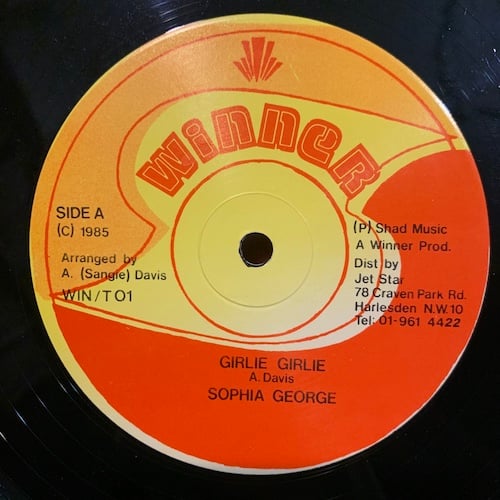 WINNER
SIDE A
(C) 1985
Arranged by
A. (Sangie) Davis
WIN/T 01
(P) Shad Music
A Winner Prod.
Dist by
Jet Star
78 Craven Park Rd.
Harlesden N.W.10
Tel: 01-961 4422
GIRLIE GIRLIE
A. Davis
SOPHIA GEORGE